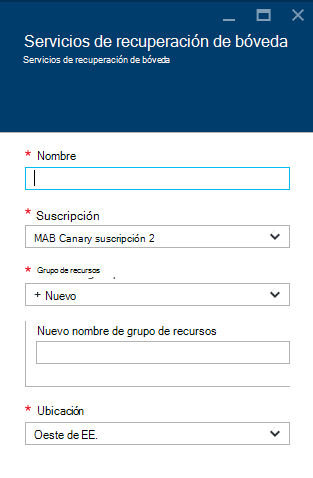 Servicios de recuperación de bóveda
Servicios de recuperación de bóveda
* Nombre
* Suscripción
MAB Canary suscripción 2
* Grupo de recursos
+ Nuevo
Nuevo nombre de grupo de recursos
* Ubicación
Oeste de EE.